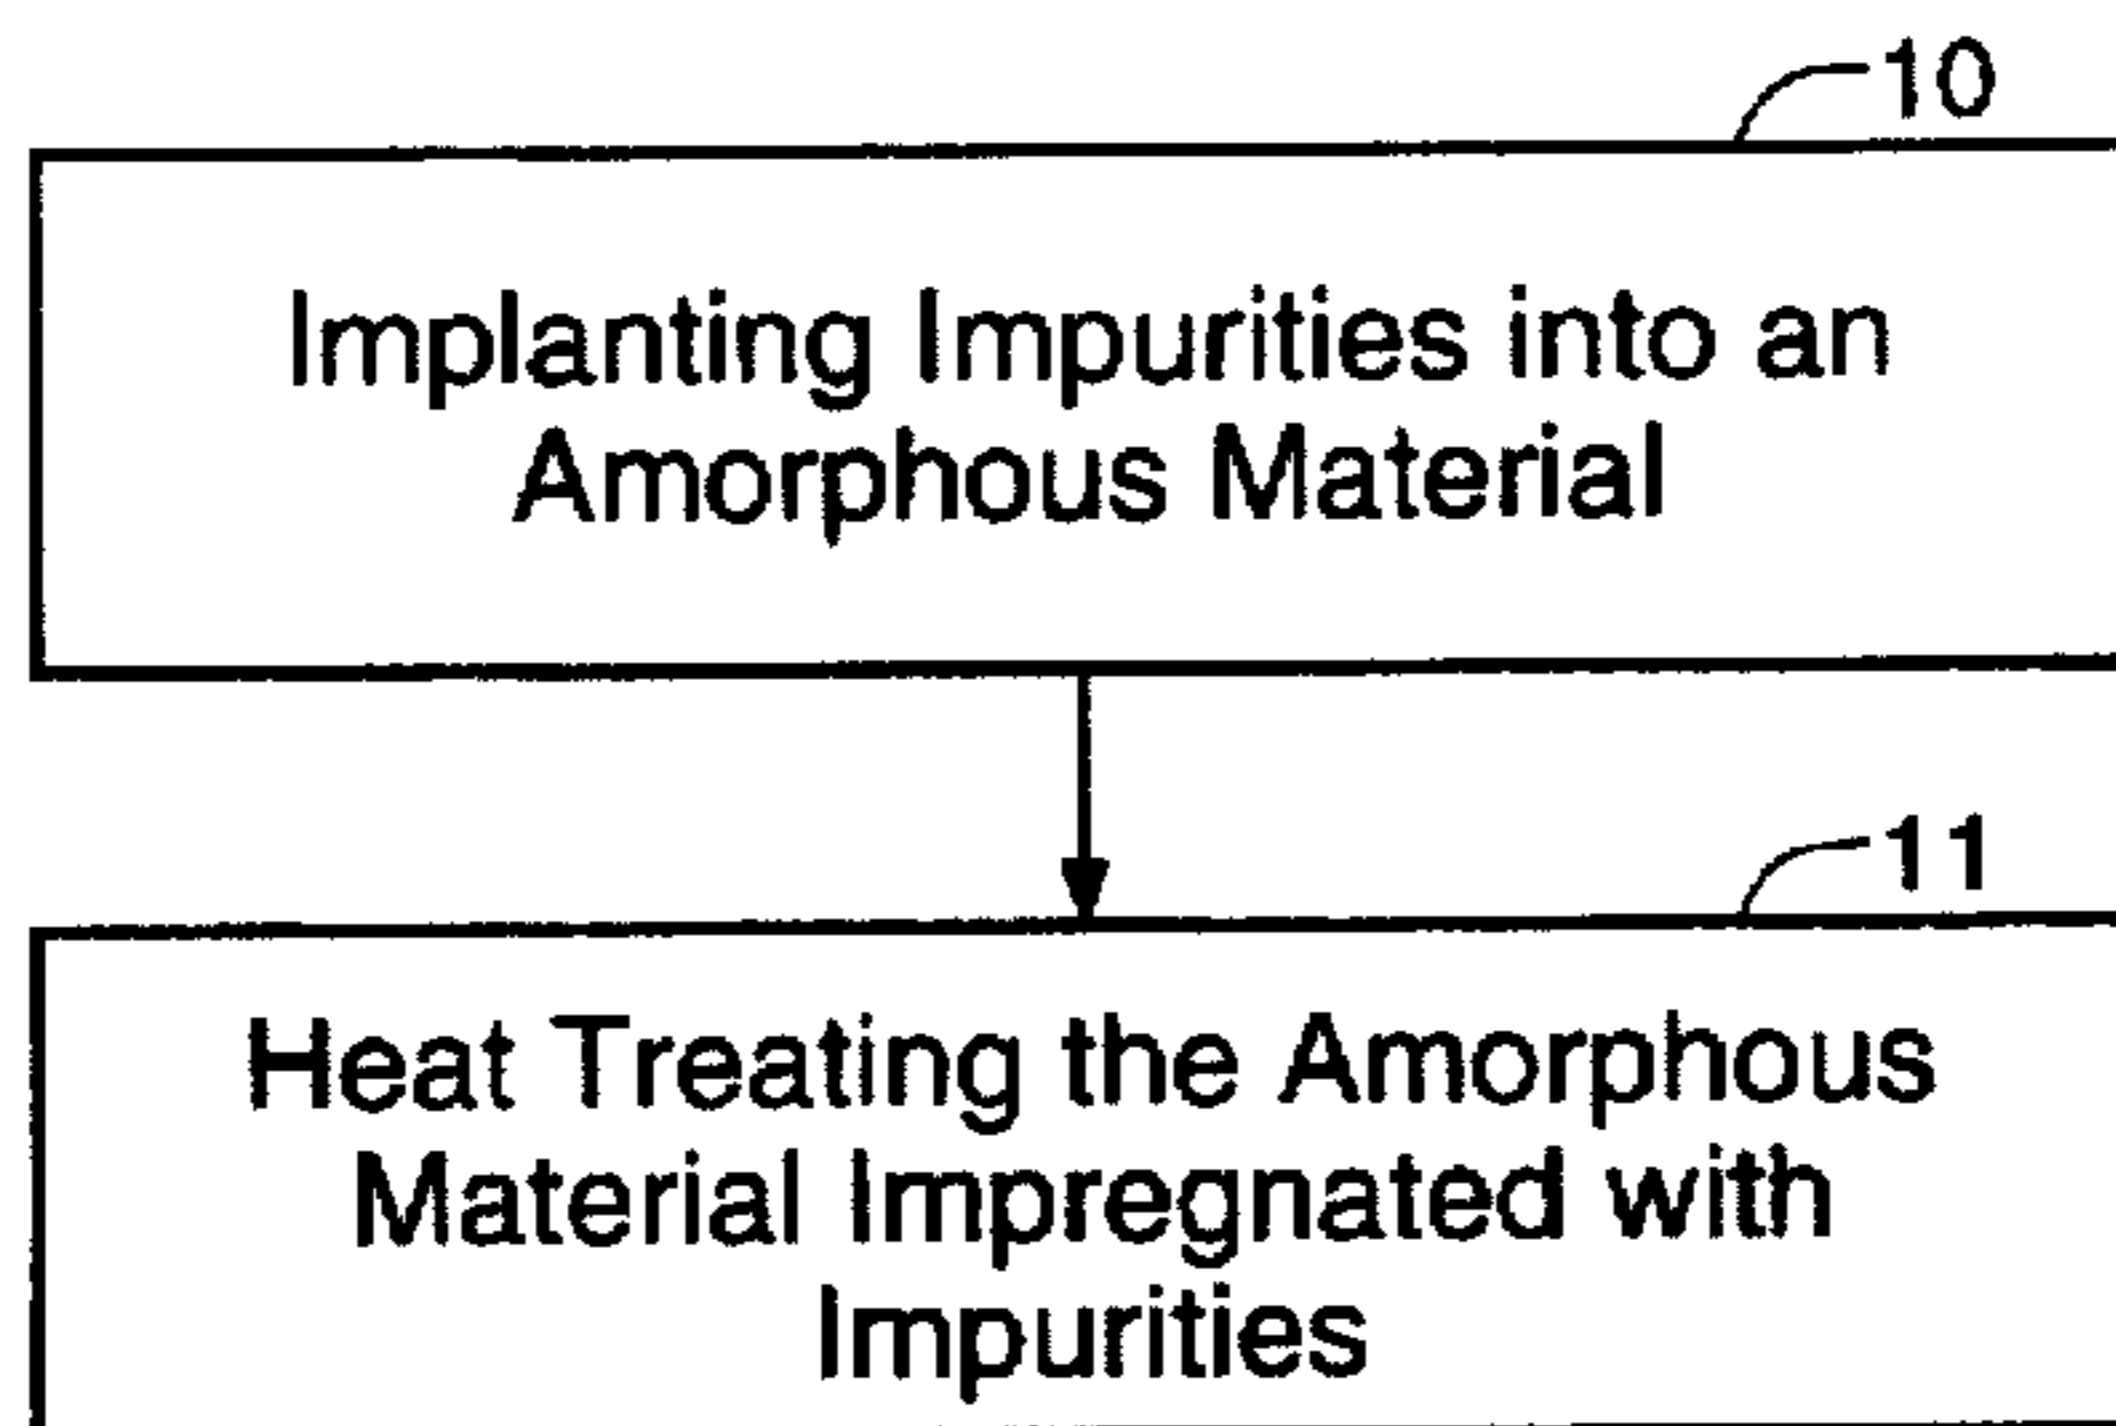 10
Implanting Impurities into an
Amorphous Material
11
Heat Treating the Amorphous
Material Impregnated with
Impurities